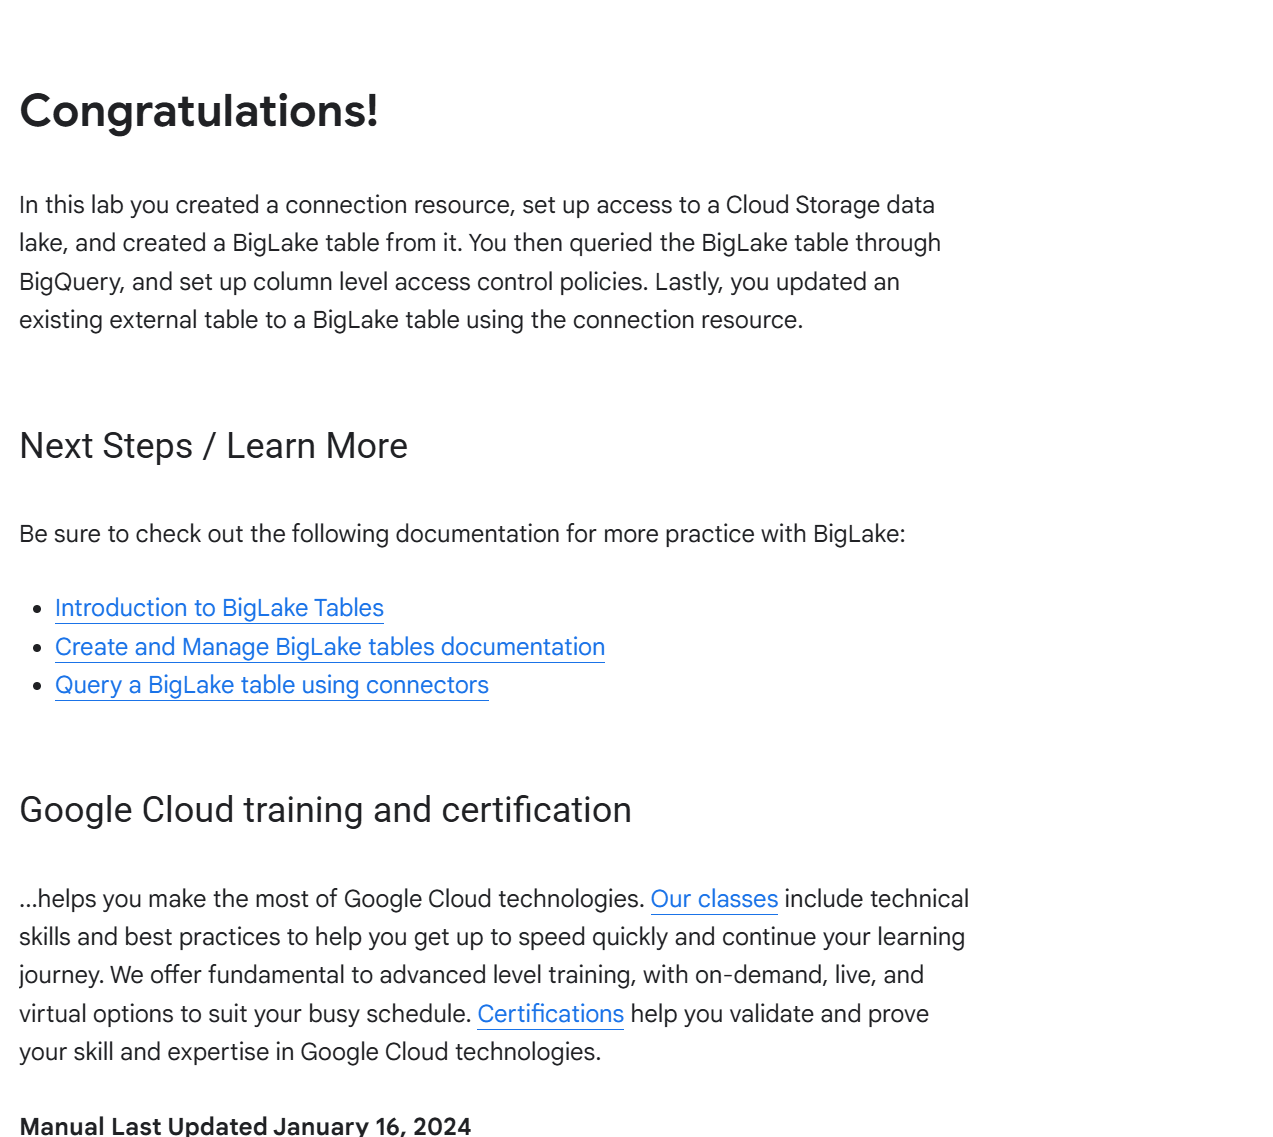 Congratulations!
In this lab you created a connection resource, set up access to a Cloud Storage data
lake, and created a BigLake table from it. You then queried the BigLake table through
BigQuery, and set up column level access control policies. Lastly, you updated an
existing external table to a BigLake table using the connection resource.
Next Steps / Learn More
Be sure to check out the following documentation for more practice with BigLake:
• Introduction to BigLake Tables
• Create and Manage BigLake tables documentation
• Query a BigLake table using connectors
Google Cloud training and certification
...helps you make the most of Google Cloud technologies. Our classes include technical
skills and best practices to help you get up to speed quickly and continue your learning
journey. We offer fundamental to advanced level training, with on-demand, live, and
virtual options to suit your busy schedule. Certifications help you validate and prove
your skill and expertise in Google Cloud technologies.
Manual Last Updated January 16, 2024